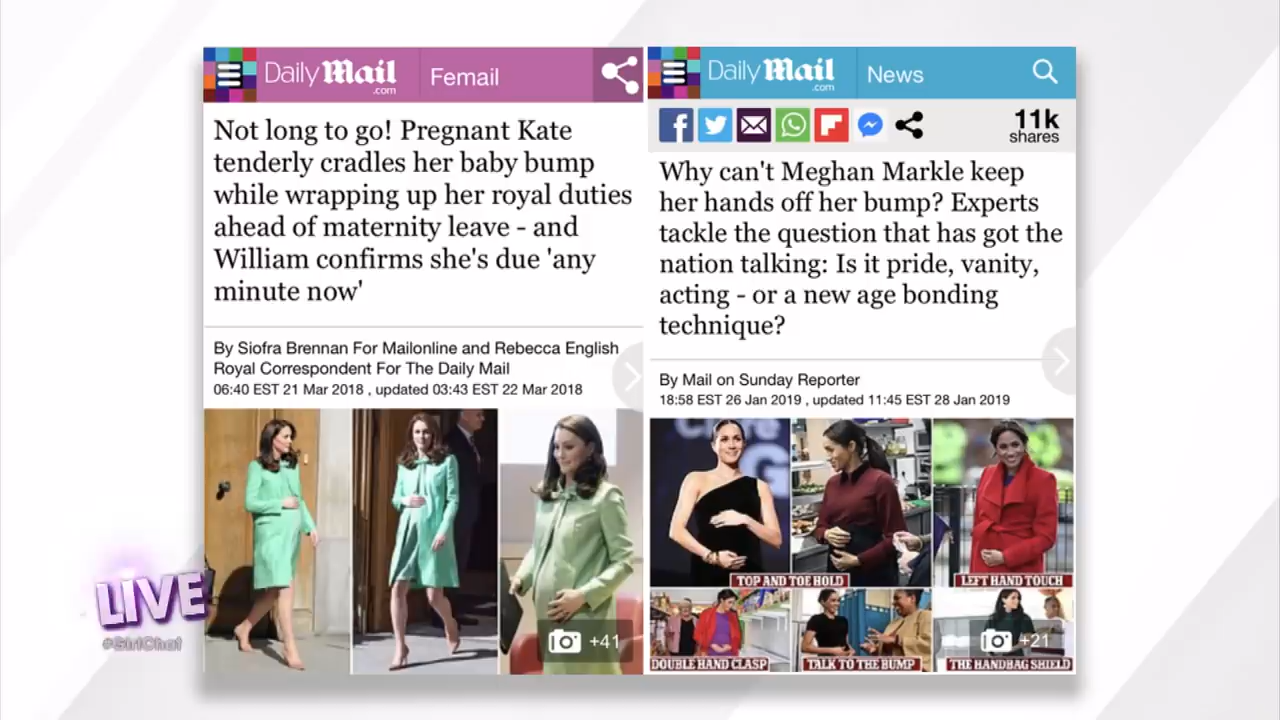 Daily Mail
.com
Femail
Not long to go! Pregnant Kate
tenderly cradles her baby bump
while wrapping up her royal duties
ahead of maternity leave - and
William confirms she's due 'any
minute now'
By Siofra Brennan For Mailonline and Rebecca English
Royal Correspondent For The Daily Mail
06:40 EST 21 Mar 2018 , updated 03:43 EST 22 Mar 2018
+41
Daily Mail
.com
News
11k
shares
Why can't Meghan Markle keep
her hands off her bump? Experts
tackle the question that has got the
nation talking: Is it pride, vanity,
acting - or a new age bonding
technique?
By Mail on Sunday Reporter
18:58 EST 26 Jan 2019 , updated 11:45 EST 28 Jan 2019
TOP AND TOE HOLD
LEFT HAND TOUCH
DOUBLE HAND CLASP
TALK TO THE BUMP
THE HANDBAG SHIELD
+21
LIVE
#GirlChat